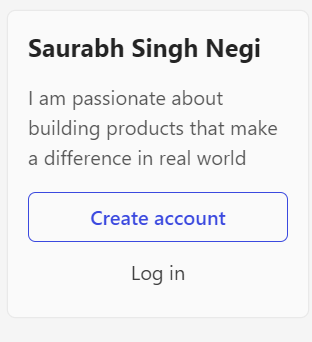 Saurabh Singh Negi
I am passionate about
building products that make
a difference in real world
Create account
Log in